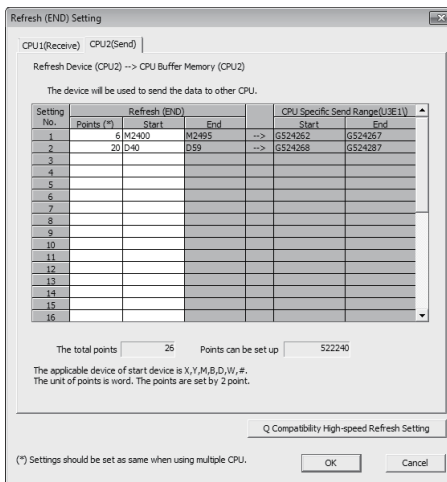 Refresh (END) Setting
CPU1(Receive) CPU2(Send)
Refresh Device (CPU2) --> CPU Buffer Memory (CPU2)
The device will be used to send the data to other CPU.
Setting No. Refresh (END) CPU Specific Send Range(U3E1\)
Points (*) Start End Start End
1 6 M2400 M2495 --> G524262 G524267
2 20 D40 D59 --> G524268 G524287
3
4
5
6
7
8
9
10
11
12
13
14
15
16
The total points 26 Points can be set up 522240
The applicable device of start device is X,Y,M,B,D,W,#.
The unit of points is word. The points are set by 2 point.
Q Compatibility High-speed Refresh Setting
(*) Settings should be set as same when using multiple CPU. OK Cancel